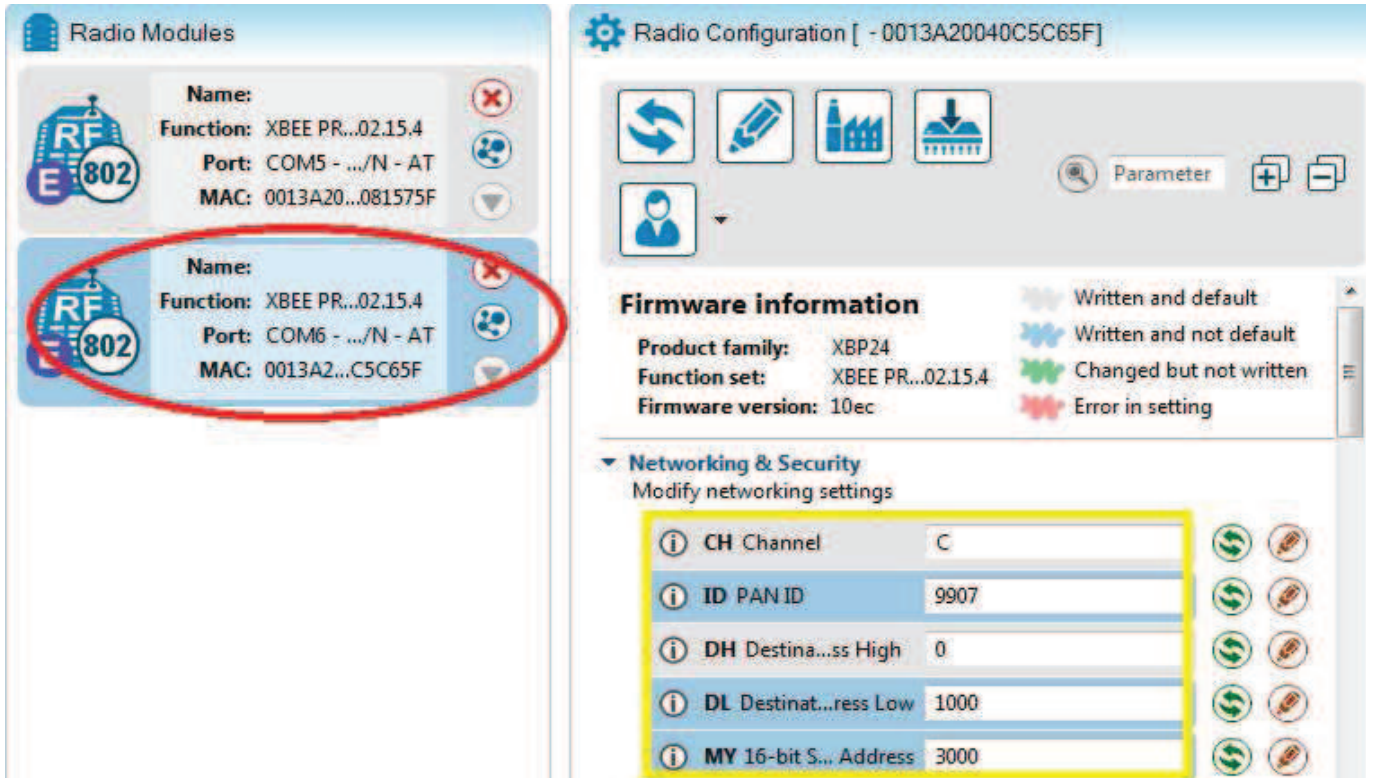 Radio Modules
Name:
Function: XBEE PR...02.15.4
Port: COM5 - .../N - AT
MAC: 0013A20...081575F
RF
E
802
Name:
Function: XBEE PR...02.15.4
Port: COM6 - .../N - AT
MAC: 0013A2...C5C65F
RF
E
802
Radio Configuration [ - 0013A20040C5C65F]
Parameter
Firmware information
Product family: XBP24
Function set: XBEE PR...02.15.4
Firmware version: 10ec
Written and default
Written and not default
Changed but not written
Error in setting
Networking & Security
Modify networking settings
CH Channel C
ID PAN ID 9907
DH Destina...ss High 0
DL Destinat...ress Low 1000
MY 16-bit S... Address 3000